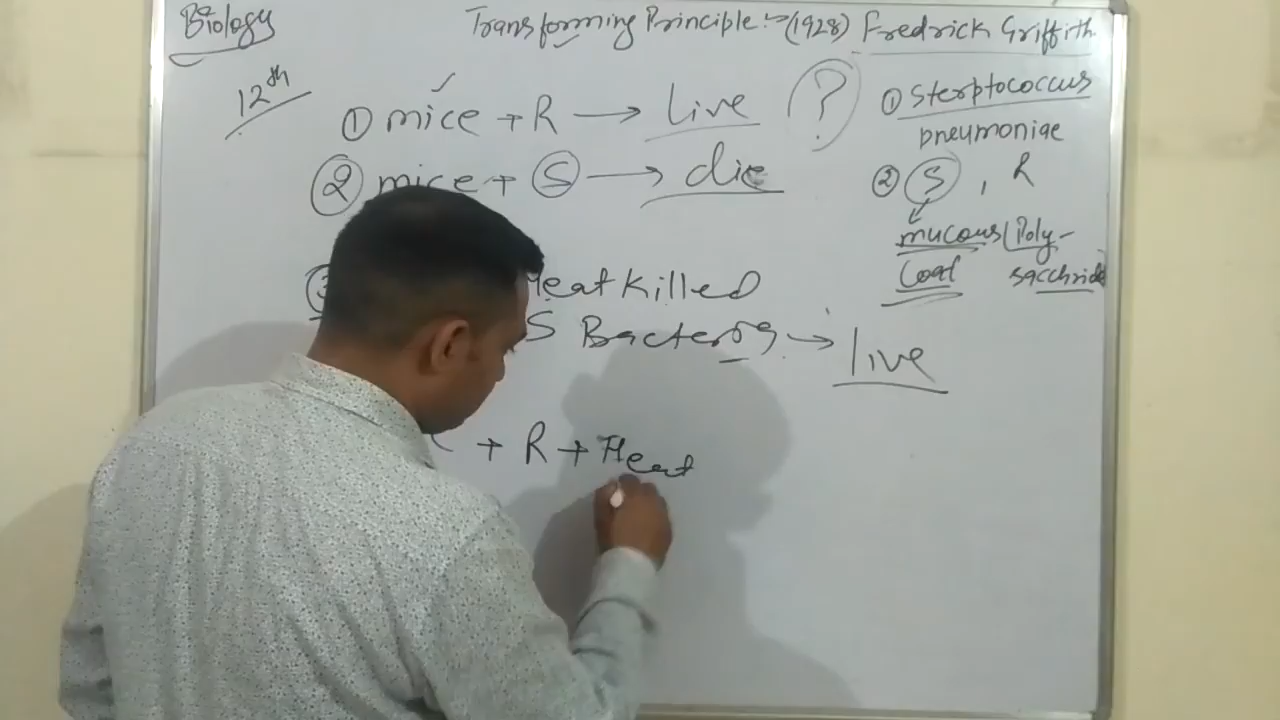 Biology
Transforming Principle :- (1928) Fredrick Griffith
12th
① mice + R → Live ?
② mice + S → die
Heat Killed
S Bacteria → live
+ R + Heat
① Sterptococcus
pneumoniae
② S , R
mucous Poly-
Coat sacchride